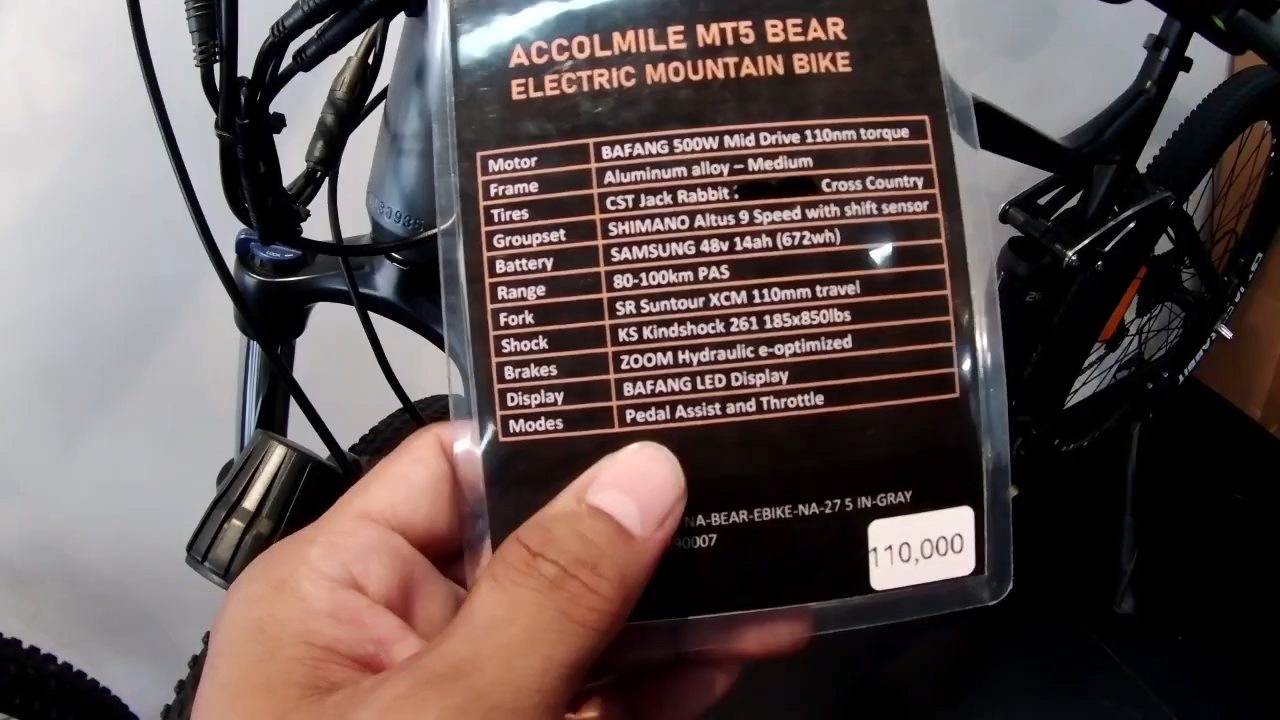 ACCOLMILE MT5 BEAR
ELECTRIC MOUNTAIN BIKE
Motor BAFANG 500W Mid Drive 110nm torque
Frame Aluminum alloy – Medium
Tires CST Jack Rabbit : Cross Country
Groupset SHIMANO Altus 9 Speed with shift sensor
Battery SAMSUNG 48v 14ah (672wh)
Range 80-100km PAS
Fork SR Suntour XCM 110mm travel
Shock KS Kindshock 261 185x850lbs
Brakes ZOOM Hydraulic e-optimized
Display BAFANG LED Display
Modes Pedal Assist and Throttle
NA-BEAR-EBIKE-NA-27 5 IN-GRAY
90007
110,000
LOCK